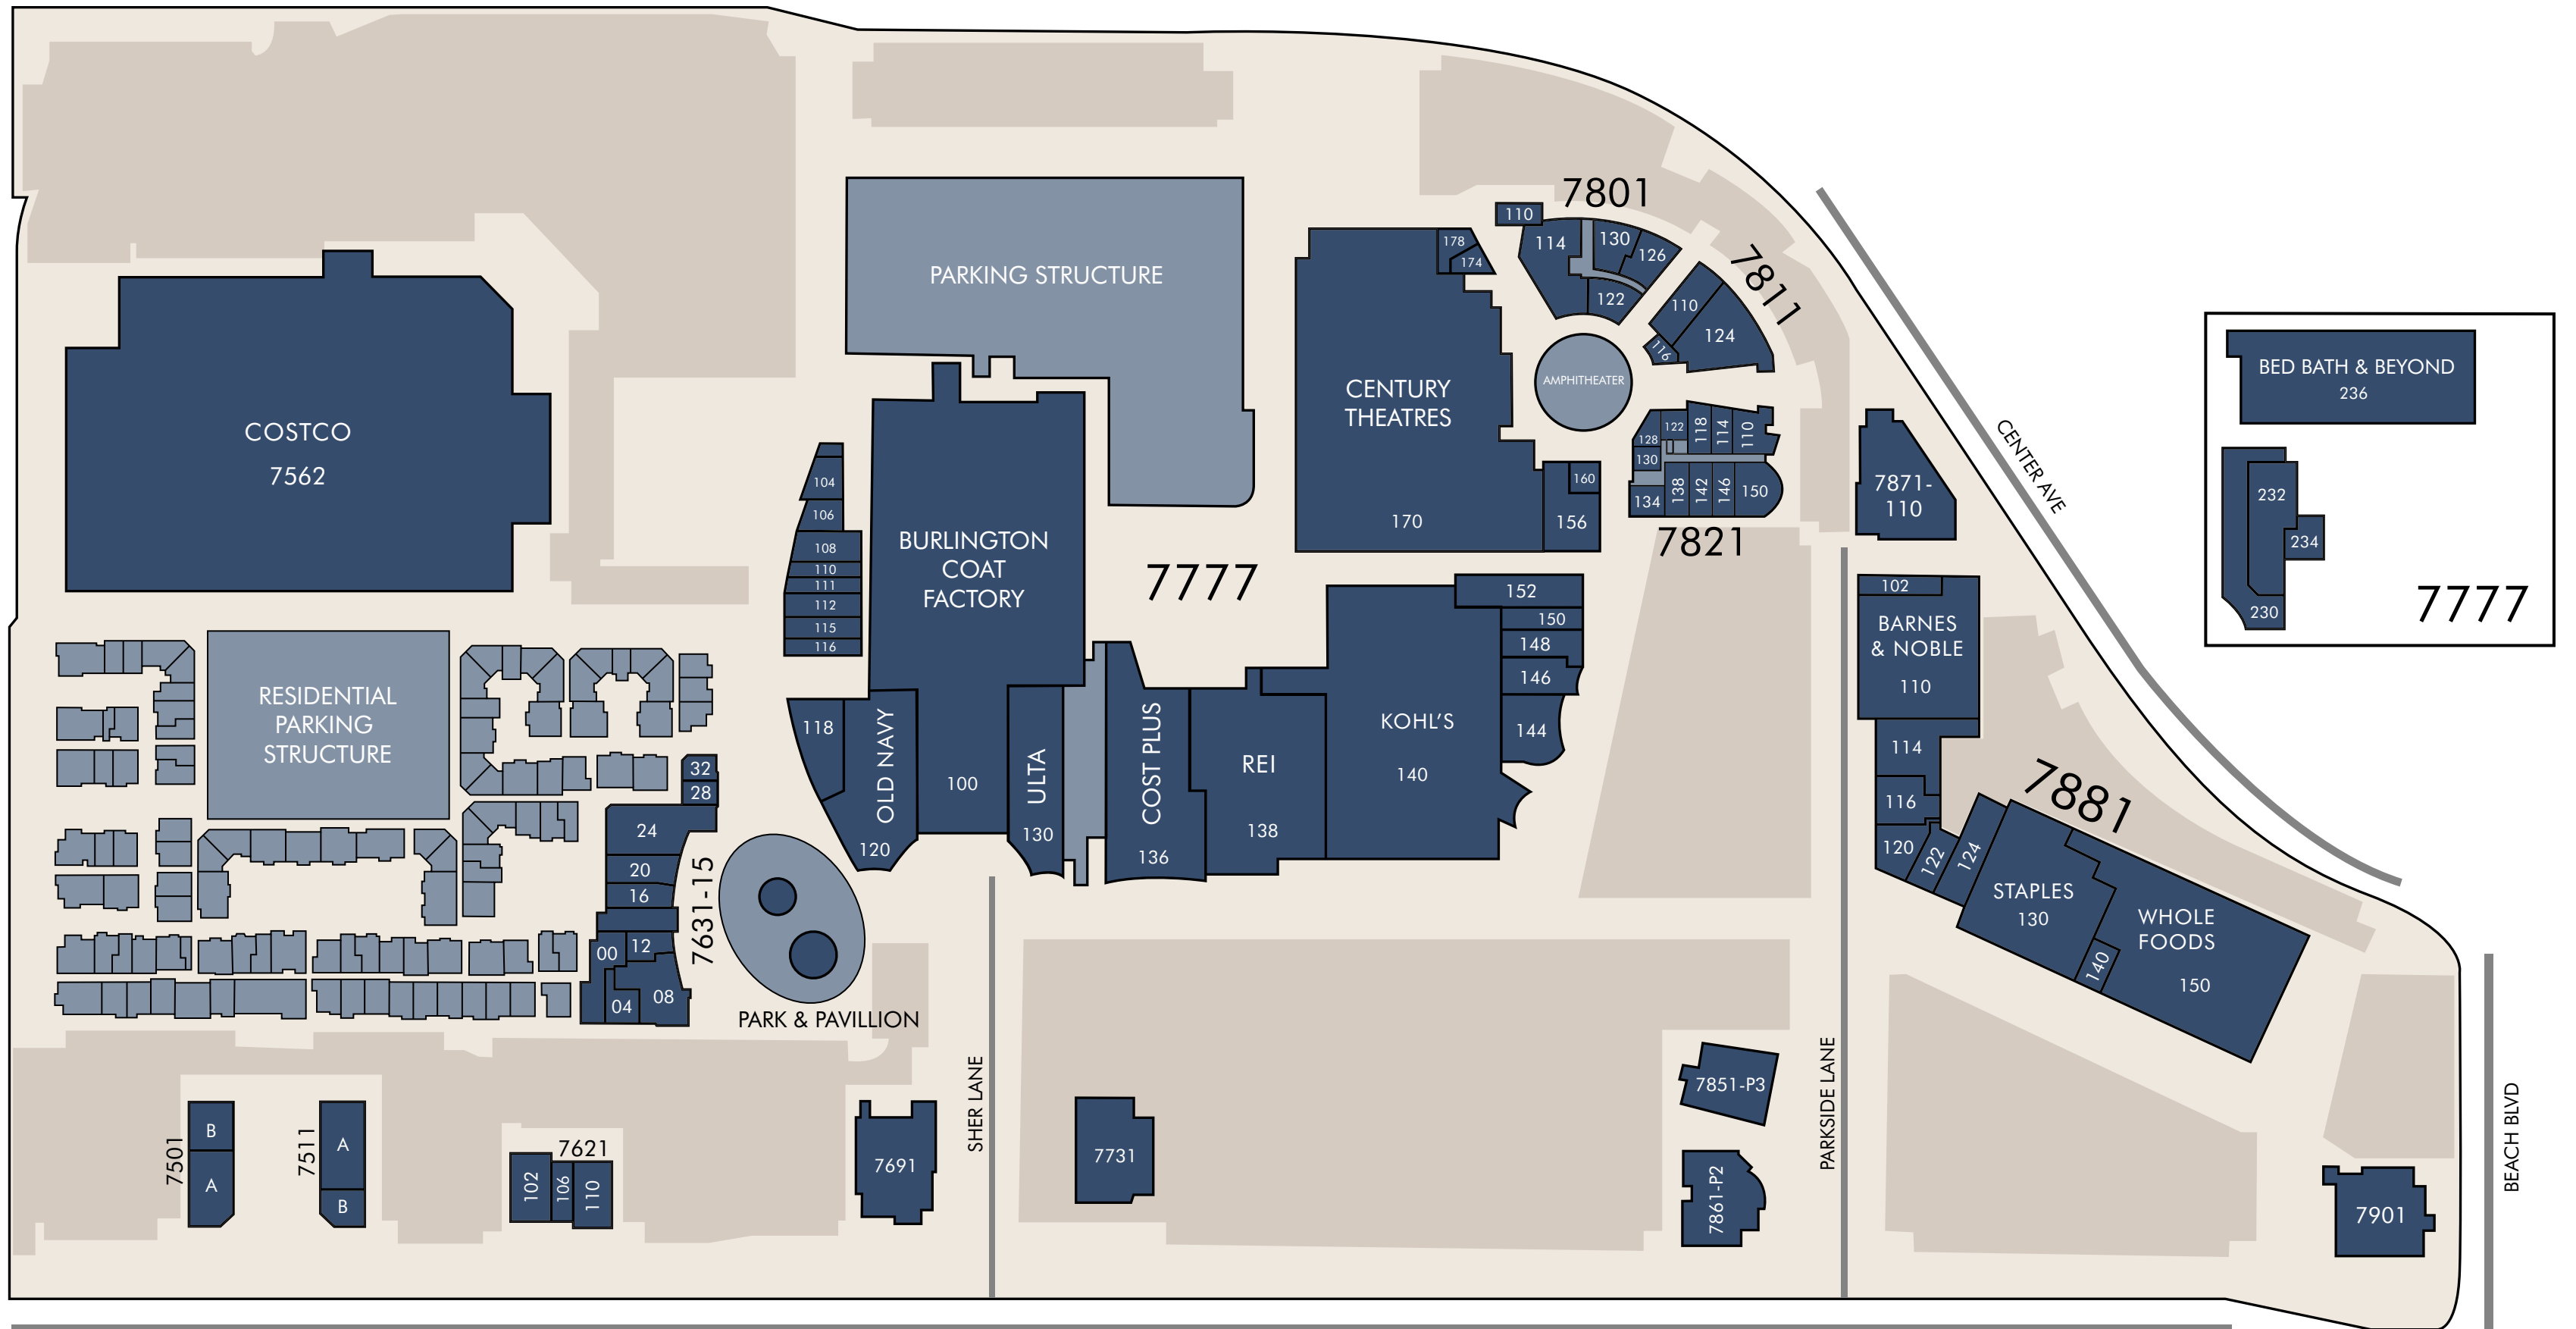 7801
110
114
130
126
122
178
174
7811
110
124
116
PARKING STRUCTURE
CENTURY
THEATRES
170
AMPHITHEATER
160
156
128
122
118
114
110
130
134
138
142
146
150
7821
COSTCO
7562
104
106
108
110
111
112
115
116
BURLINGTON
COAT
FACTORY
100
7777
7871-
110
CENTER AVE
BED BATH & BEYOND
236
232
234
230
7777
102
BARNES
& NOBLE
110
114
116
120
122
124
7881
STAPLES
130
140
WHOLE
FOODS
150
RESIDENTIAL
PARKING
STRUCTURE
118
OLD NAVY
120
ULTA
130
COST PLUS
136
REI
138
KOHL'S
140
152
150
148
146
144
32
28
24
20
16
12
00
04
08
7631-15
PARK & PAVILLION
SHER LANE
PARKSIDE LANE
BEACH BLVD
7501
B
A
7511
A
B
7621
102
106
110
7691
7731
7851-P3
7861-P2
7901